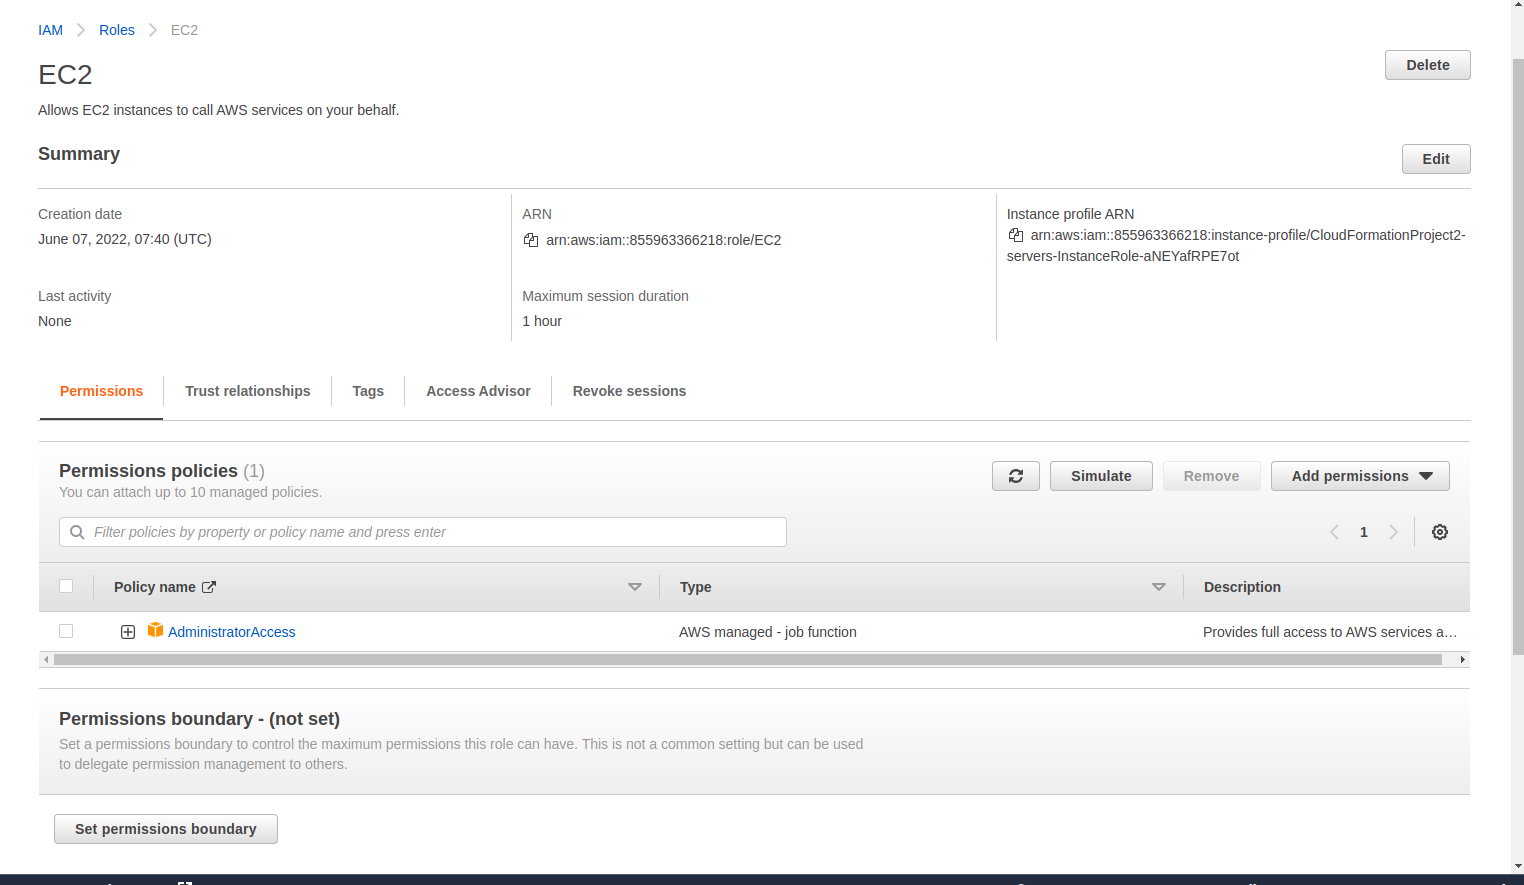 IAM Roles EC2
EC2
Delete
Allows EC2 instances to call AWS services on your behalf.
Summary
Edit
Creation date
June 07, 2022, 07:40 (UTC)
ARN
arn:aws:iam::855963366218:role/EC2
Instance profile ARN
arn:aws:iam::855963366218:instance-profile/CloudFormationProject2-
servers-InstanceRole-aNEYafRPE7ot
Last activity
None
Maximum session duration
1 hour
Permissions Trust relationships Tags Access Advisor Revoke sessions
Permissions policies (1)
You can attach up to 10 managed policies.
Simulate Remove Add permissions
Filter policies by property or policy name and press enter
1
Policy name Type Description
AdministratorAccess AWS managed - job function Provides full access to AWS services a…
Permissions boundary - (not set)
Set a permissions boundary to control the maximum permissions this role can have. This is not a common setting but can be used
to delegate permission management to others.
Set permissions boundary